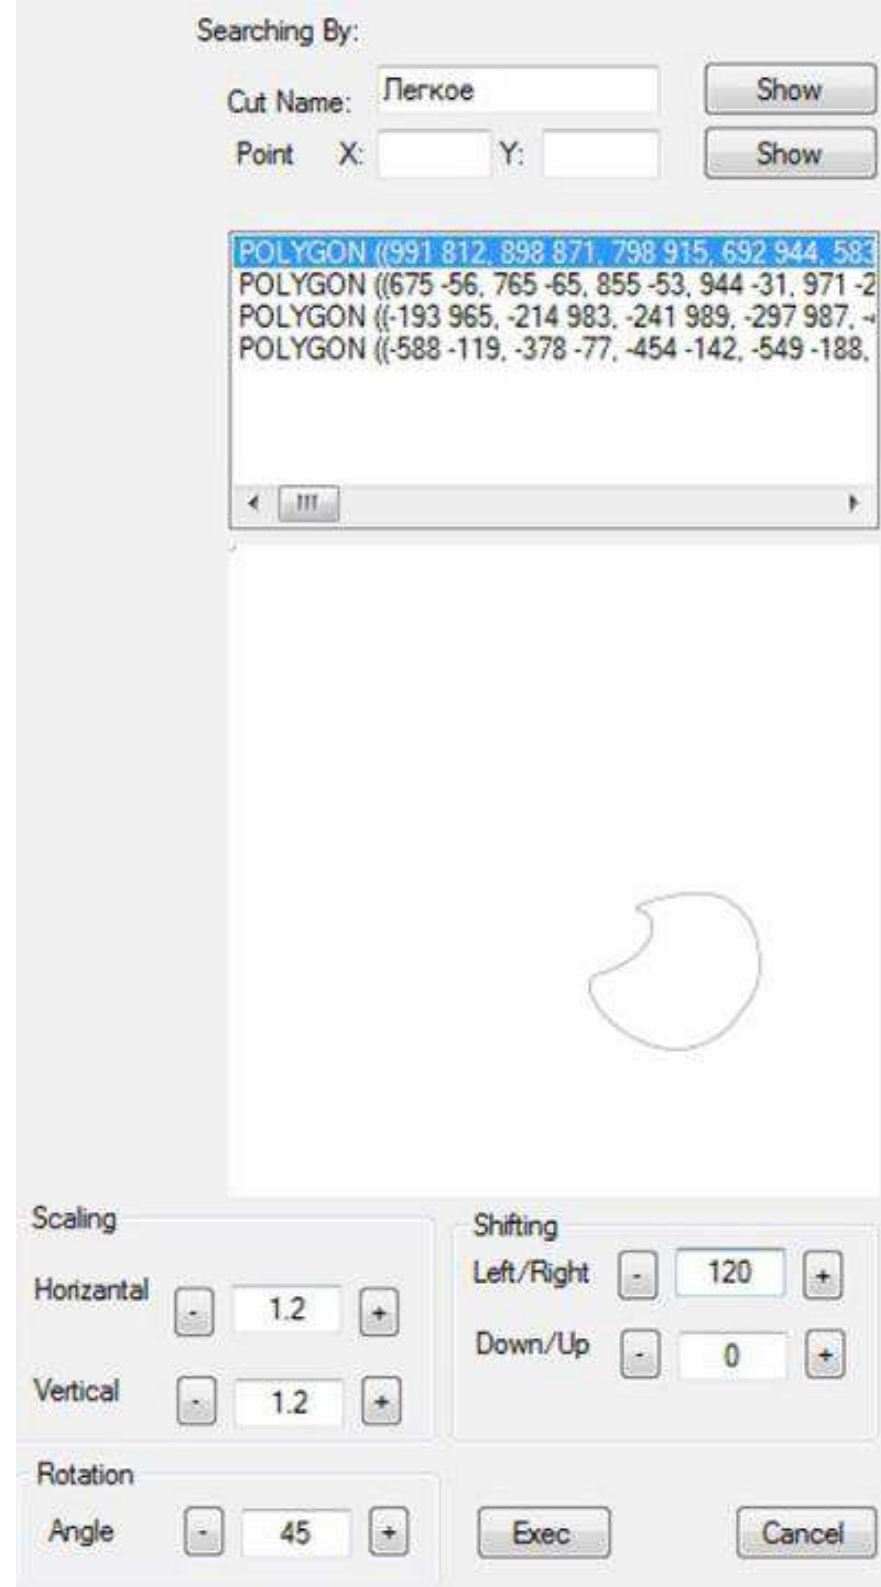 Searching By:
Cut Name: Легкое Show
Point X: Y: Show
POLYGON ((991 812, 898 871, 798 915, 692 944, 583
POLYGON ((675 -56, 765 -65, 855 -53, 944 -31, 971 -2
POLYGON ((-193 965, -214 983, -241 989, -297 987, -
POLYGON ((-588 -119, -378 -77, -454 -142, -549 -188,
Scaling
Horizantal - 1.2 +
Vertical - 1.2 +
Shifting
Left/Right - 120 +
Down/Up - 0 +
Rotation
Angle - 45 +
Exec Cancel